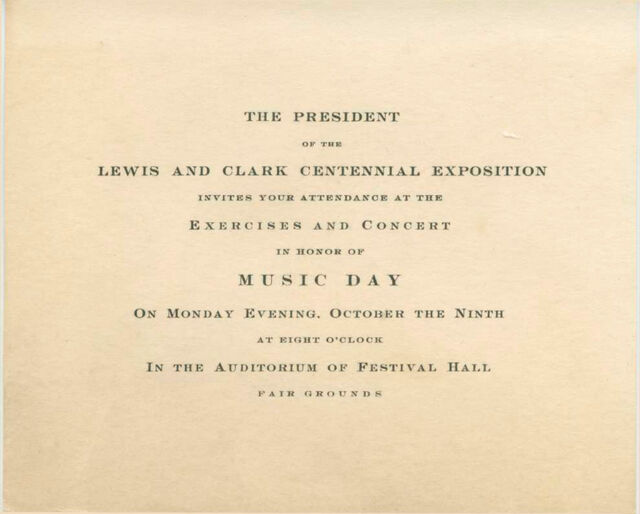 THE PRESIDENT
OF THE
LEWIS AND CLARK CENTENNIAL EXPOSITION
INVITES YOUR ATTENDANCE AT THE
EXERCISES AND CONCERT
IN HONOR OF
MUSIC DAY
ON MONDAY EVENING, OCTOBER THE NINTH
AT EIGHT O'CLOCK
IN THE AUDITORIUM OF FESTIVAL HALL
FAIR GROUNDS